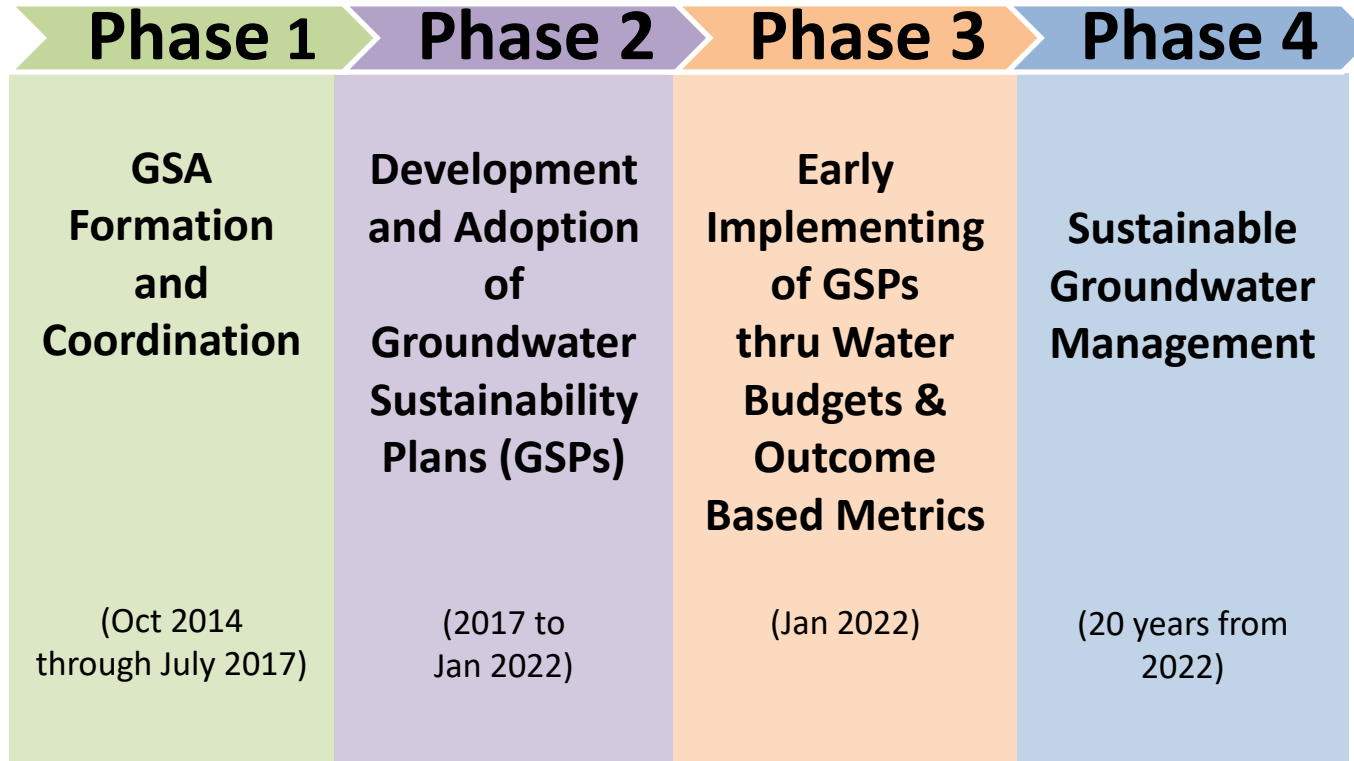 Phase 1
Phase 2
Phase 3
Phase 4
GSA
Formation
and
Coordination
(Oct 2014
through July 2017)
Development
and Adoption
of
Groundwater
Sustainability
Plans (GSPs)
(2017 to
Jan 2022)
Early
Implementing
of GSPs
thru Water
Budgets &
Outcome
Based Metrics
(Jan 2022)
Sustainable
Groundwater
Management
(20 years from
2022)